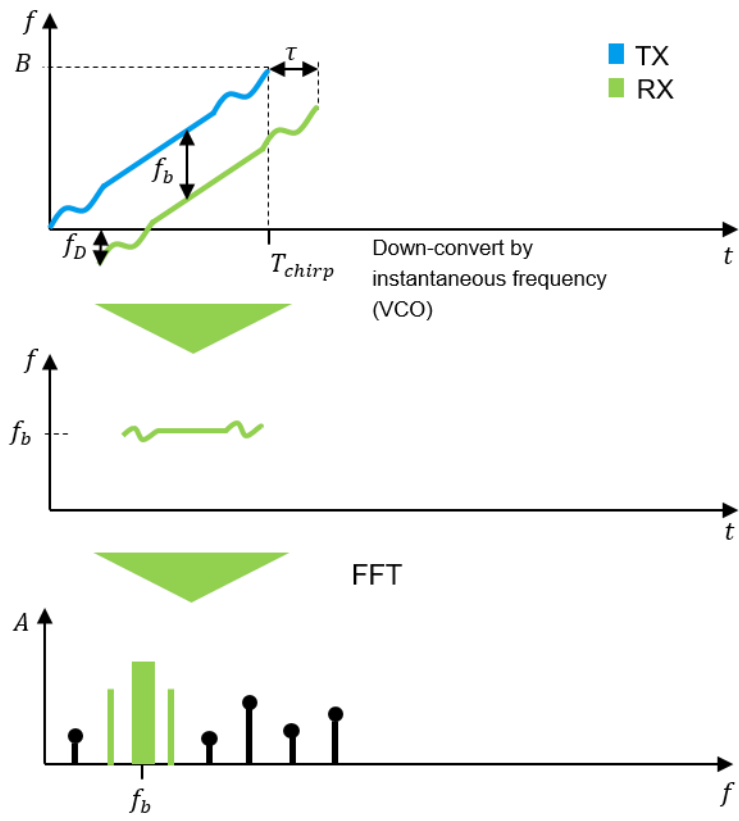 f
B
τ
TX
RX
f_b
f_D
T_chirp
t
Down-convert by
instantaneous frequency
(VCO)
f
f_b
t
FFT
A
f_b
f